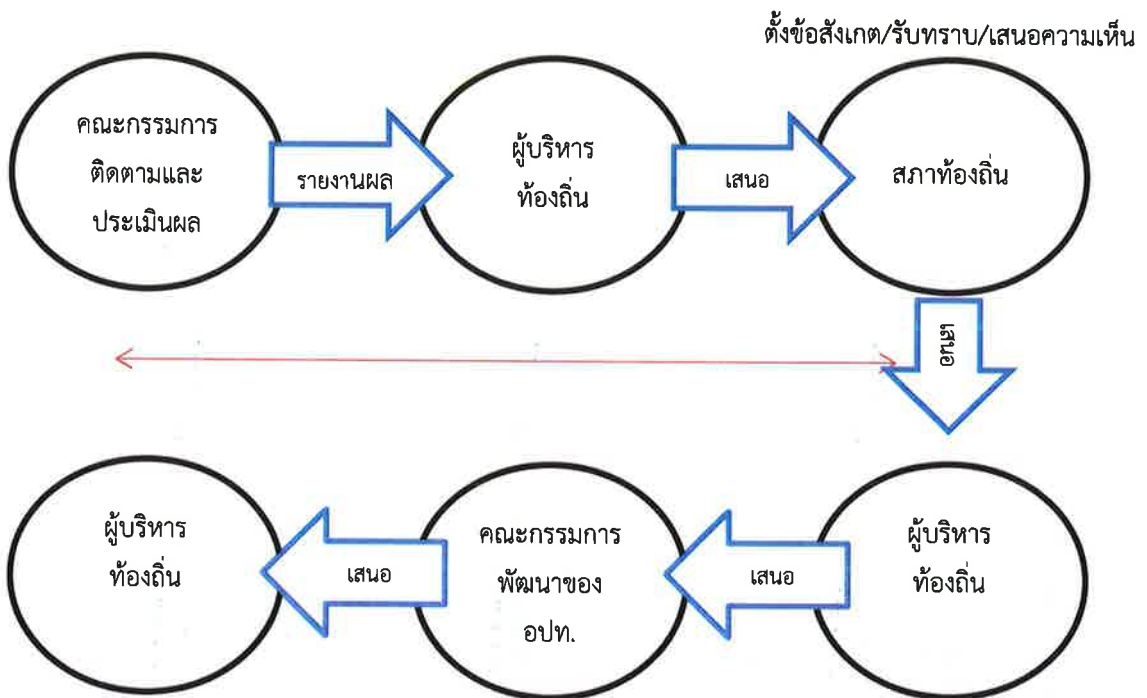 ตั้งข้อสังเกต/รับทราบ/เสนอความเห็น
คณะกรรมการ
ติดตามและ
ประเมินผล
รายงานผล
ผู้บริหาร
ท้องถิ่น
เสนอ
สภาท้องถิ่น
เสนอ
ผู้บริหาร
ท้องถิ่น
เสนอ
คณะกรรมการ
พัฒนาของ
อปท.
เสนอ
ผู้บริหาร
ท้องถิ่น